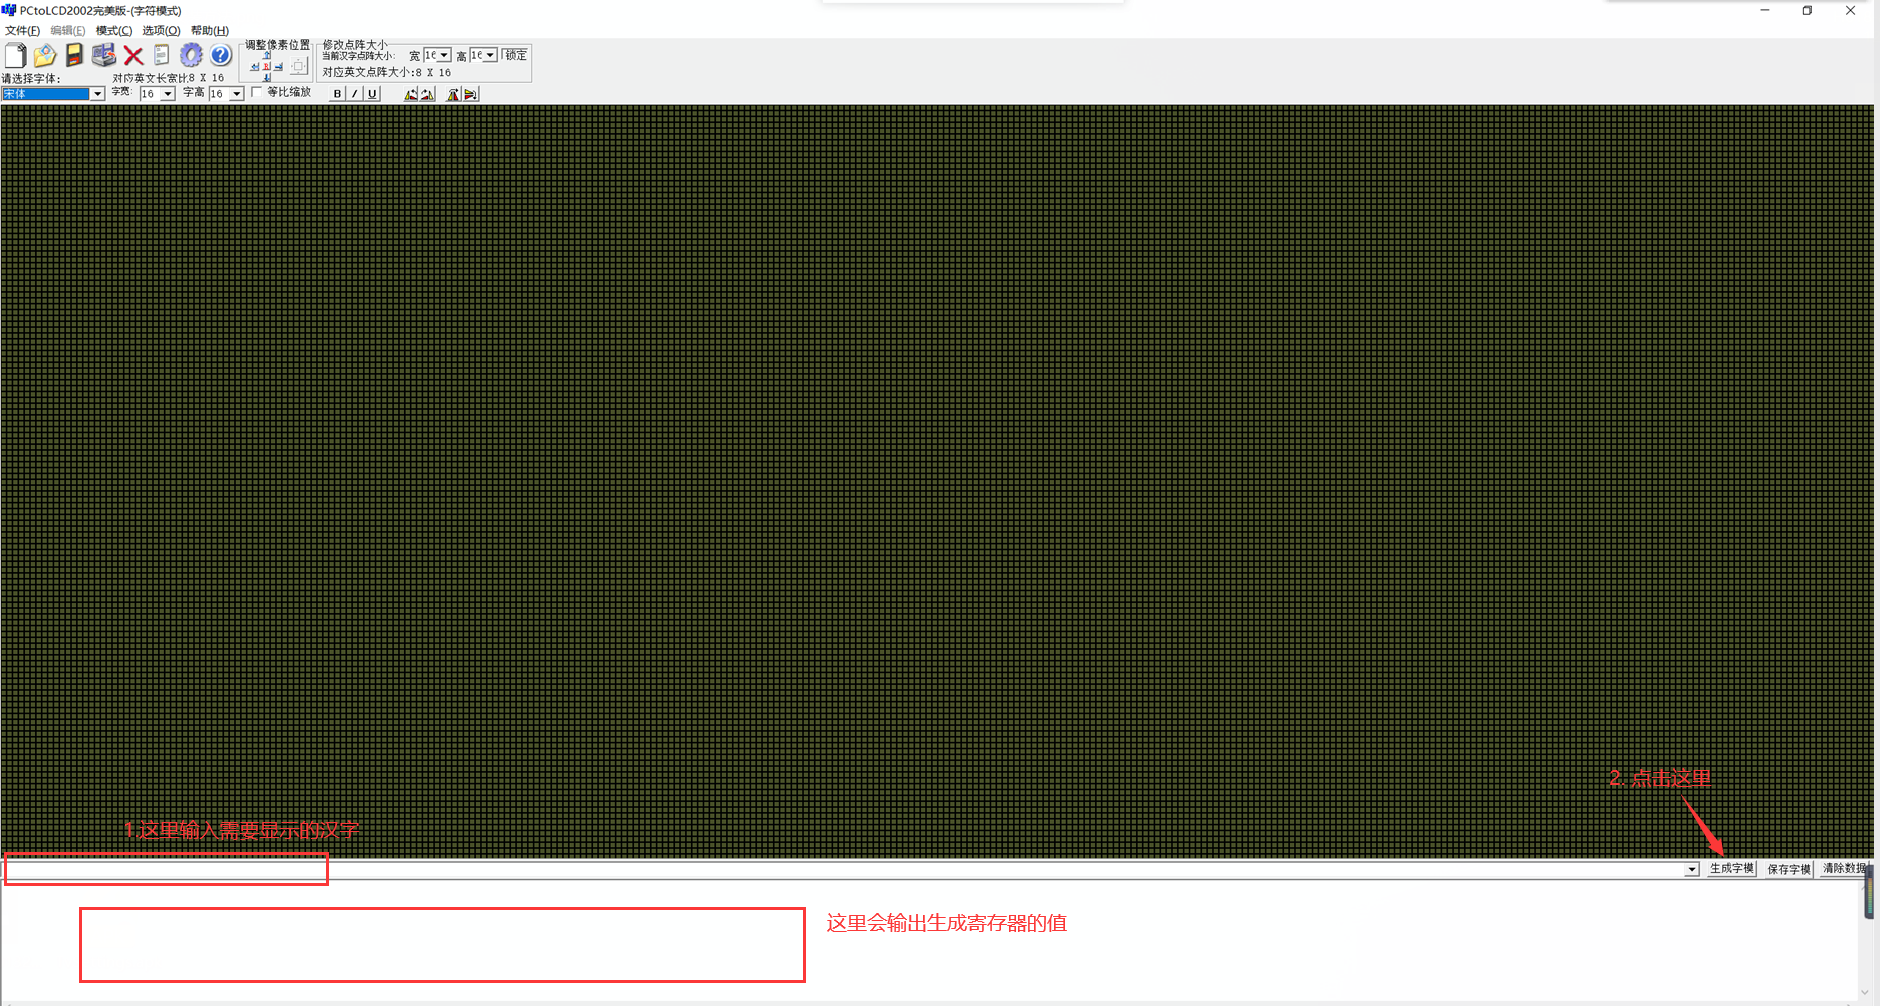 PCtoLCD2002完美版-(字符模式)
文件(F) 编辑(E) 模式(C) 选项(O) 帮助(H)
调整像素位置
修改点阵大小
当前汉字点阵大小: 宽 16 高 16 锁定
对应英文点阵大小:8 X 16
请选择字体: 对应英文长宽比8 X 16
宋体 字宽: 16 字高 16 等比缩放 B I U
2. 点击这里
1.这里输入需要显示的汉字
生成字模 保存字模 清除数据
这里会输出生成寄存器的值